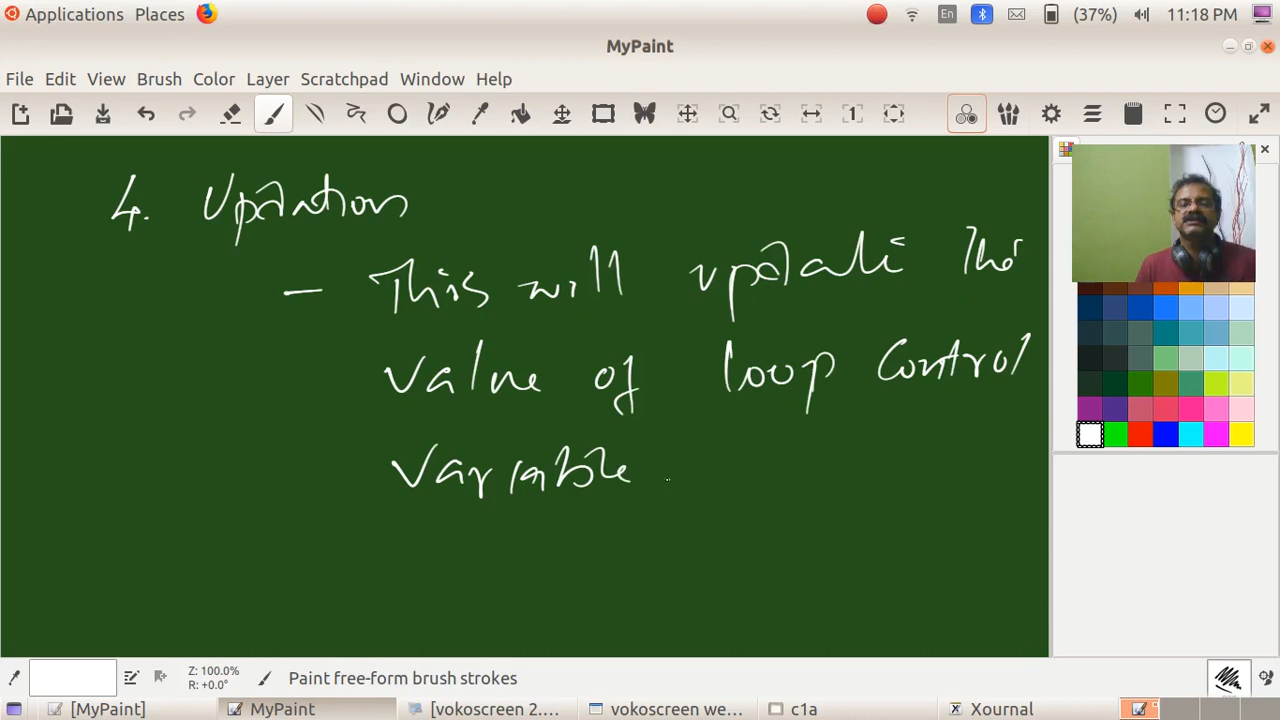 Applications Places En (37%) 11:18 PM
MyPaint
File Edit View Brush Color Layer Scratchpad Window Help
4. Updation
- This will update the
value of loop control
variable .
Z: 100.0%
R: +0.0°
Paint free-form brush strokes
[MyPaint] MyPaint [vokoscreen 2.... vokoscreen we... c1a Xournal